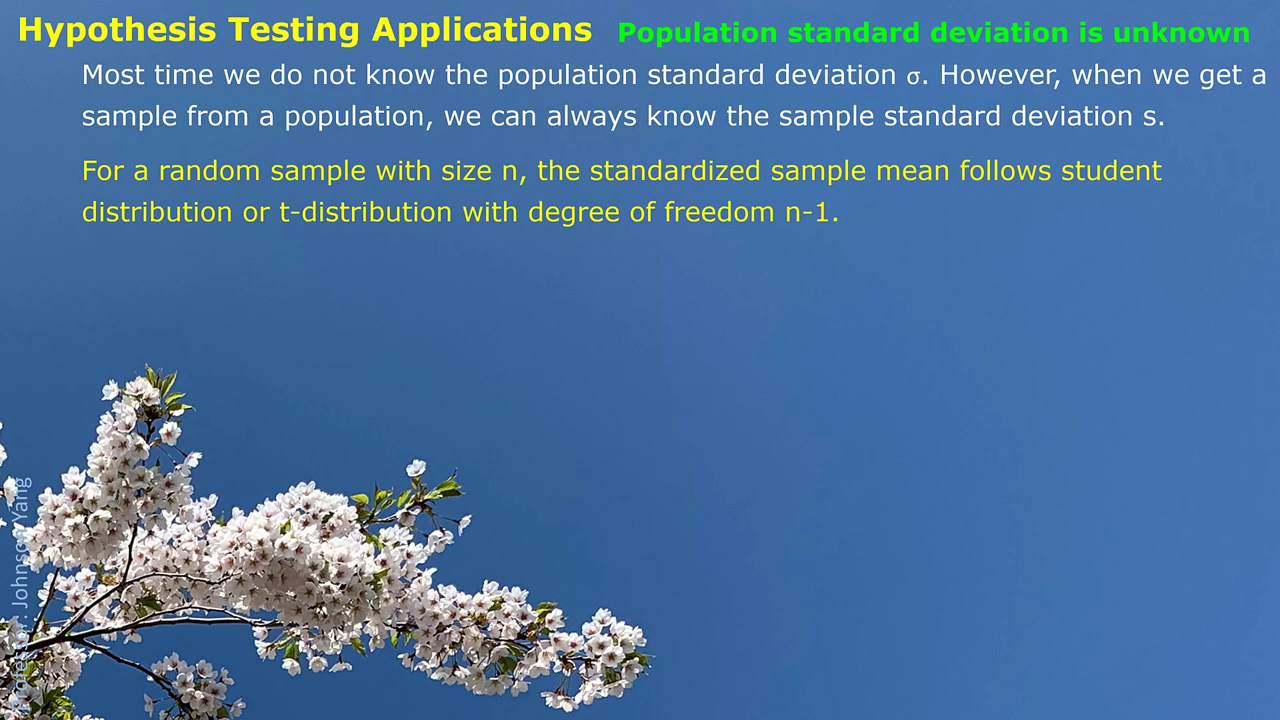 Hypothesis Testing Applications Population standard deviation is unknown
Most time we do not know the population standard deviation σ. However, when we get a
sample from a population, we can always know the sample standard deviation s.
For a random sample with size n, the standardized sample mean follows student
distribution or t-distribution with degree of freedom n-1.
Professor: Johnson Yang